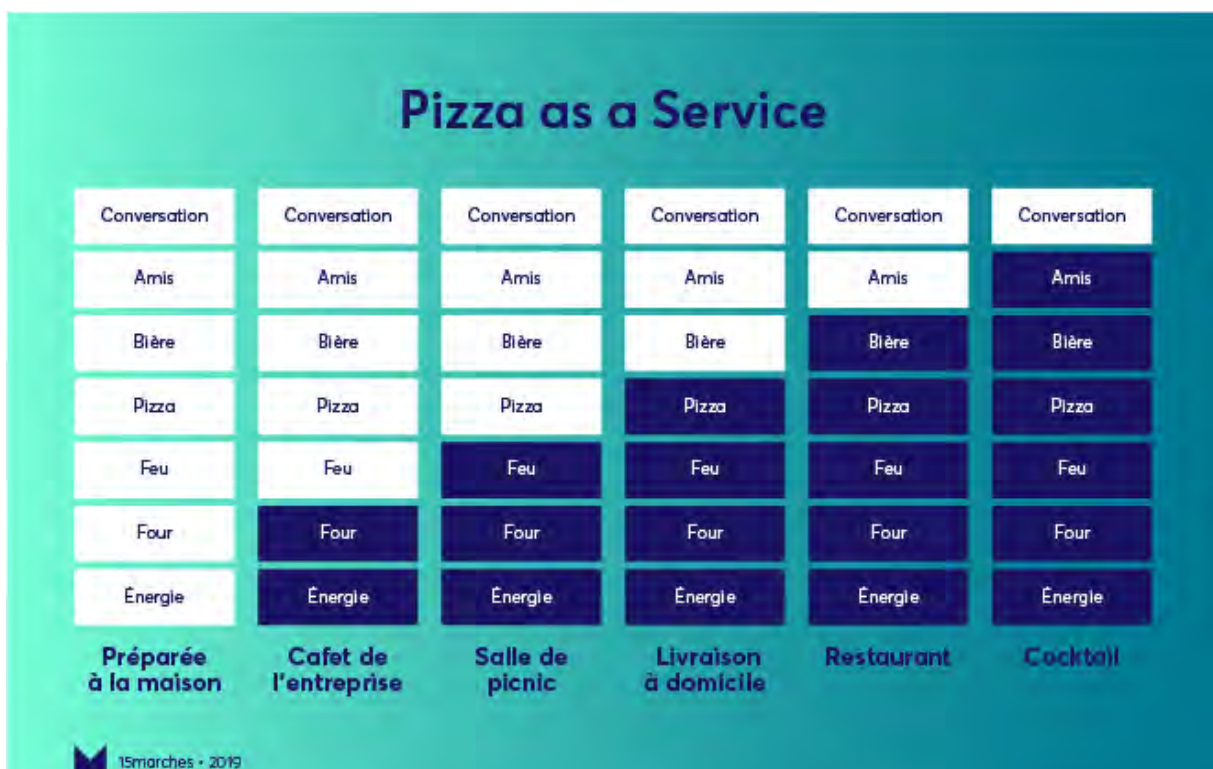 Pizza as a Service
Conversation Conversation Conversation Conversation Conversation Conversation
Amis Amis Amis Amis Amis Amis
Bière Bière Bière Bière Bière Bière
Pizza Pizza Pizza Pizza Pizza Pizza
Feu Feu Feu Feu Feu Feu
Four Four Four Four Four Four
Énergie Énergie Énergie Énergie Énergie Énergie
Préparée à la maison
Cafet de l'entreprise
Salle de picnic
Livraison à domicile
Restaurant
Cocktail
15marches • 2019